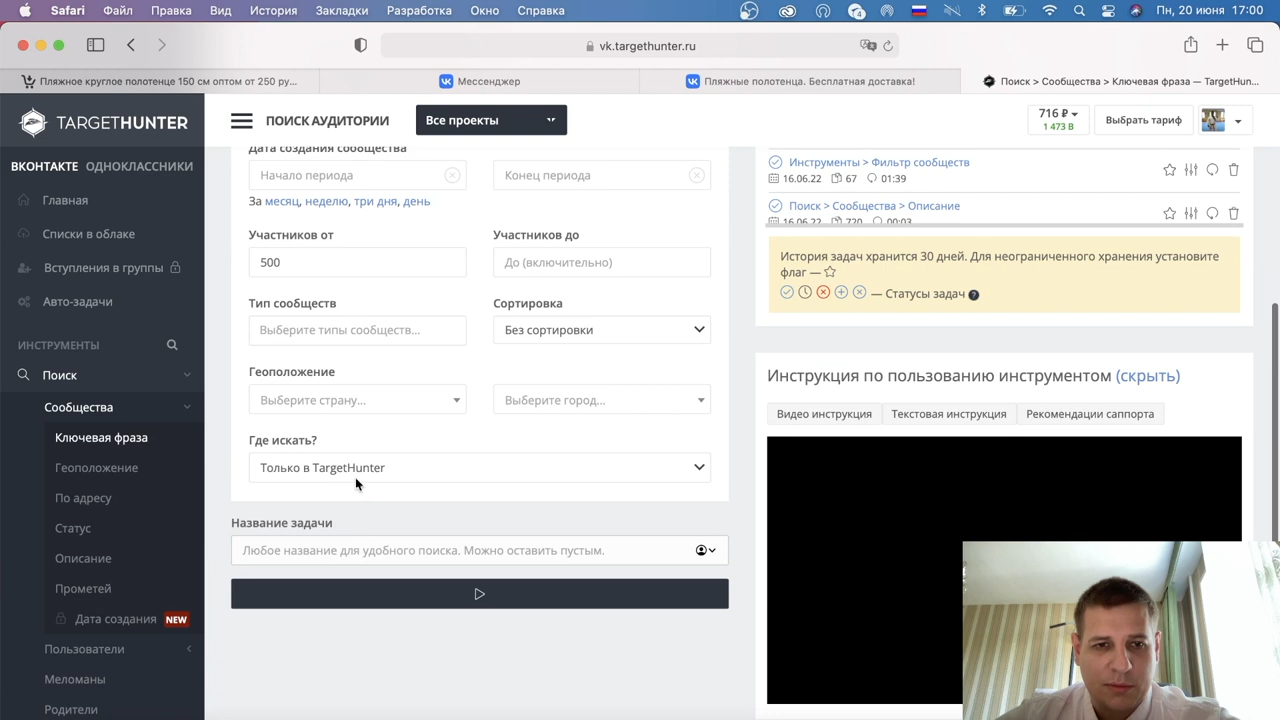 Safari Файл Правка Вид История Закладки Разработка Окно Справка 4 Пн, 20 июня 17:00
vk.targethunter.ru
Пляжное круглое полотенце 150 см оптом от 250 ру... Мессенджер Пляжные полотенца. Бесплатная доставка! Поиск > Сообщества > Ключевая фраза — TargetHun...
TARGETHUNTER
ПОИСК АУДИТОРИИ
Все проекты
716 ₽
1 473 В
Выбрать тариф
ВКОНТАКТЕ ОДНОКЛАССНИКИ
Главная
Списки в облаке
Вступления в группы
Авто-задачи
ИНСТРУМЕНТЫ
Поиск
Сообщества
Ключевая фраза
Геоположение
По адресу
Статус
Описание
Прометей
Дата создания NEW
Пользователи
Меломаны
Родители
Дата создания сообщества
Начало периода
Конец периода
За месяц, неделю, три дня, день
Участников от
Участников до
500
До (включительно)
Тип сообществ
Сортировка
Выберите типы сообществ...
Без сортировки
Геоположение
Выберите страну...
Выберите город...
Где искать?
Только в TargetHunter
Название задачи
Любое название для удобного поиска. Можно оставить пустым.
Инструменты > Фильтр сообществ
16.06.22 67 01:39
Поиск > Сообщества > Описание
16.06.22 720 00:03
История задач хранится 30 дней. Для неограниченного хранения установите
флаг —
— Статусы задач ?
Инструкция по пользованию инструментом (скрыть)
Видео инструкция
Текстовая инструкция
Рекомендации саппорта